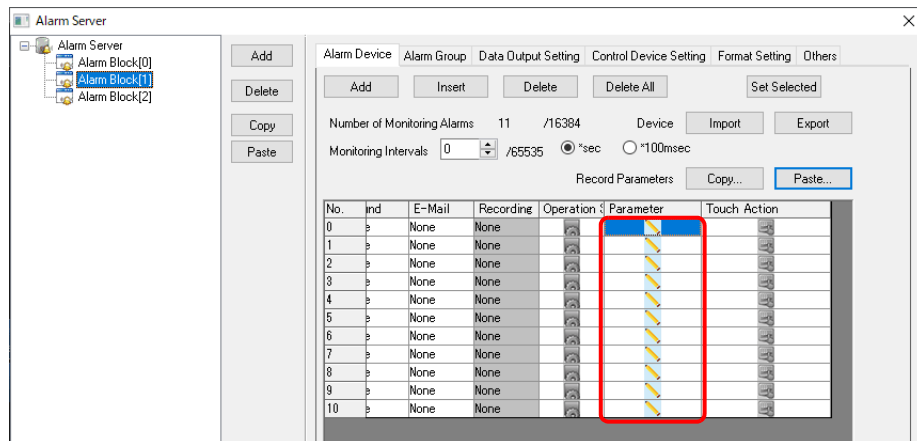 Alarm Server
Alarm Server
Alarm Block[0]
Alarm Block[1]
Alarm Block[2]
Add
Delete
Copy
Paste
Alarm Device Alarm Group Data Output Setting Control Device Setting Format Setting Others
Add Insert Delete Delete All Set Selected
Number of Monitoring Alarms 11 /16384 Device Import Export
Monitoring Intervals 0 /65535 *sec *100msec
Record Parameters Copy... Paste...
No. und E-Mail Recording Operation S Parameter Touch Action
0 e None None
1 e None None
2 e None None
3 e None None
4 e None None
5 e None None
6 e None None
7 e None None
8 e None None
9 e None None
10 e None None